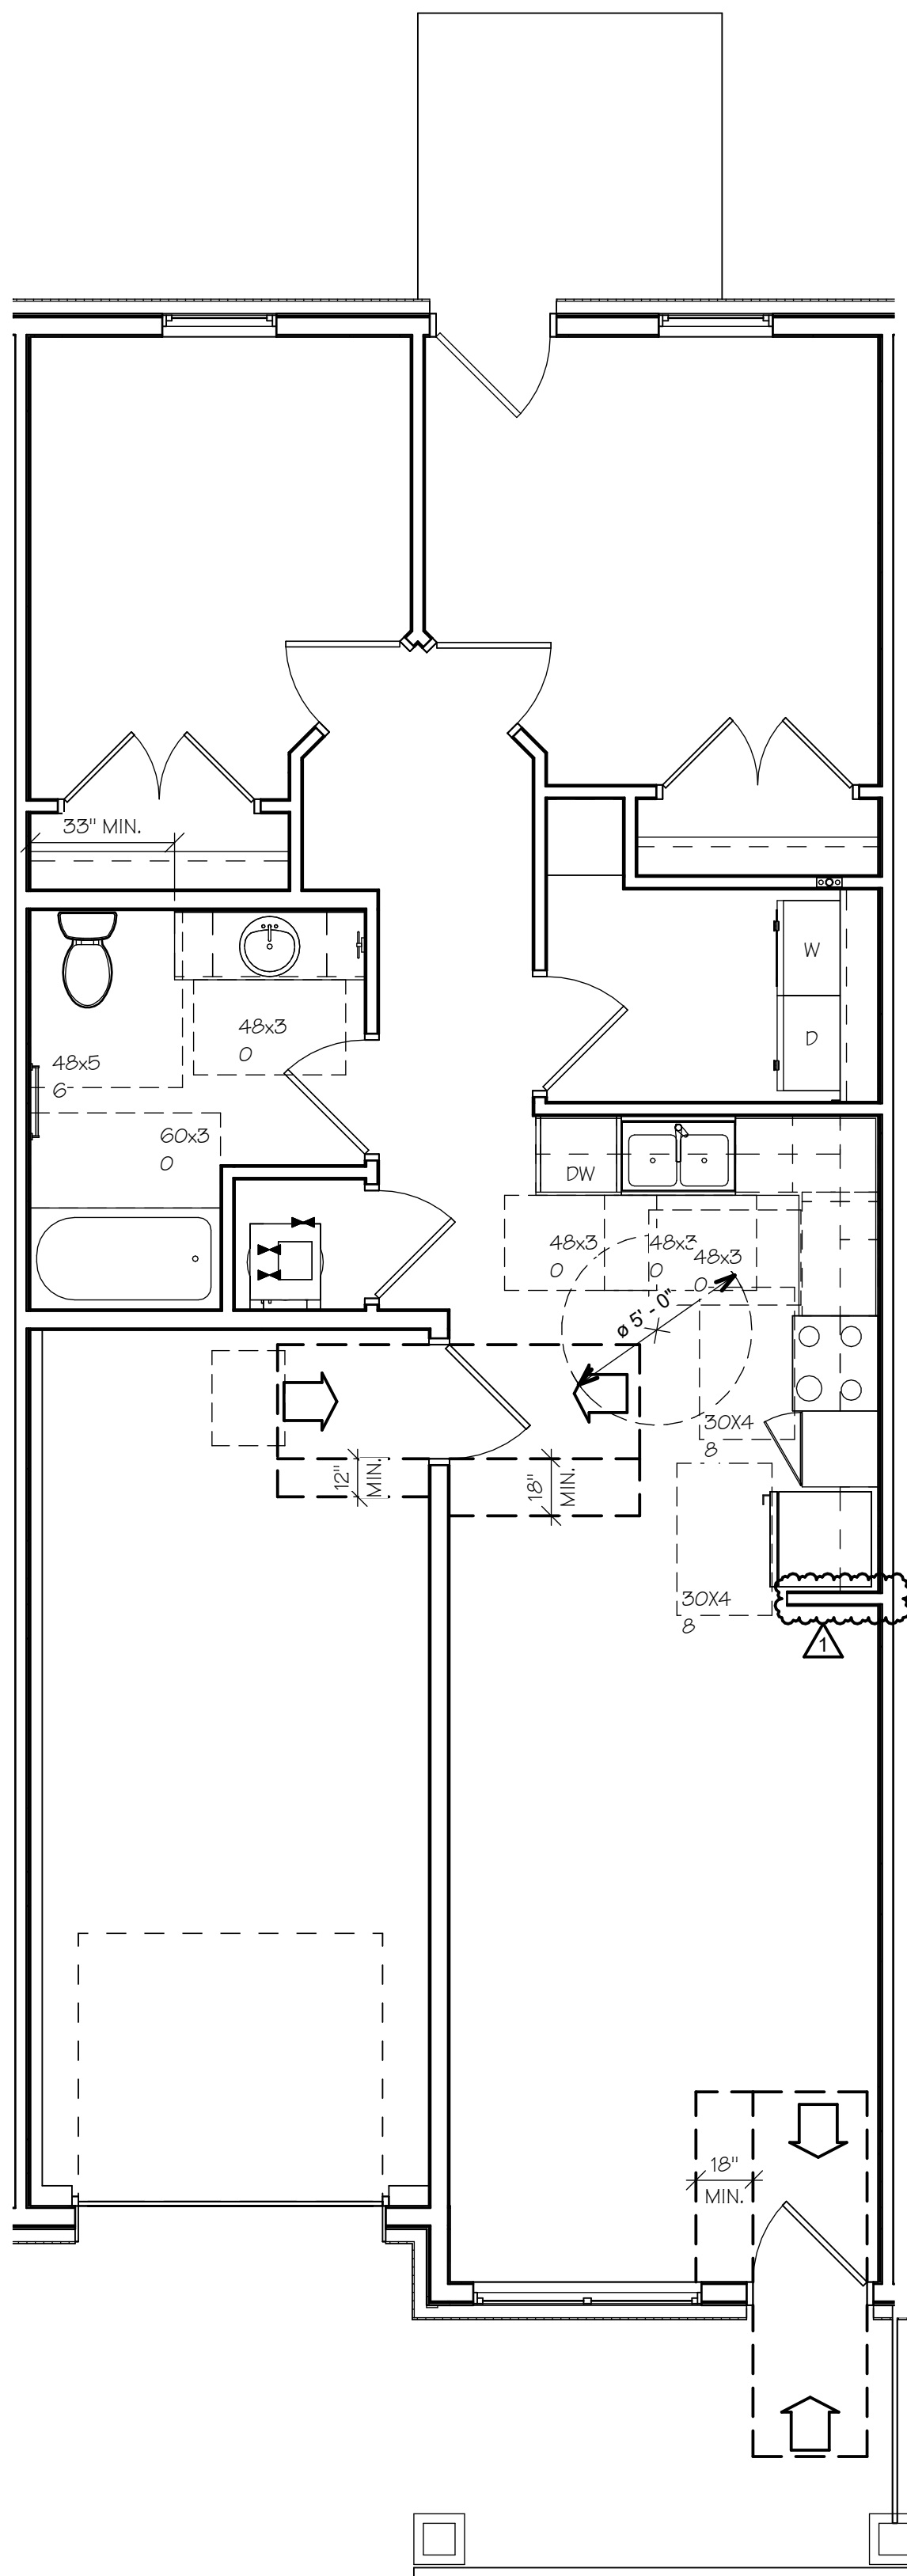 33" MIN.
W
48x3
0
D
48x5
6
60x3
0
DW
48x3
0
48x3
0
48x3
0
ø 5' - 0"
30X4
8
12"
MIN.
18"
MIN.
30X4
8
1
18"
MIN.